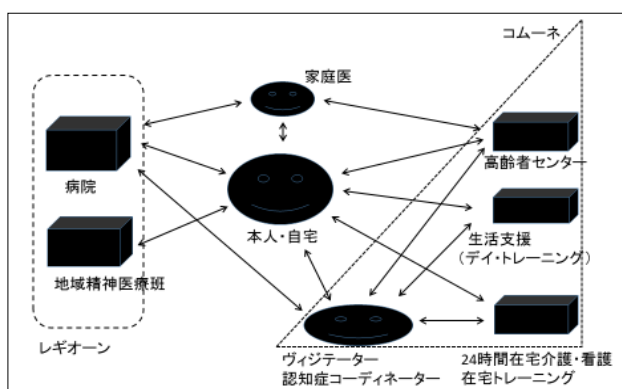 コムーネ
家庭医
病院
高齢者センター
本人・自宅
生活支援
(デイ・トレーニング)
地域精神医療班
レギオーン
ヴィジテーター
認知症コーディネーター
24時間在宅介護・看護
在宅トレーニング